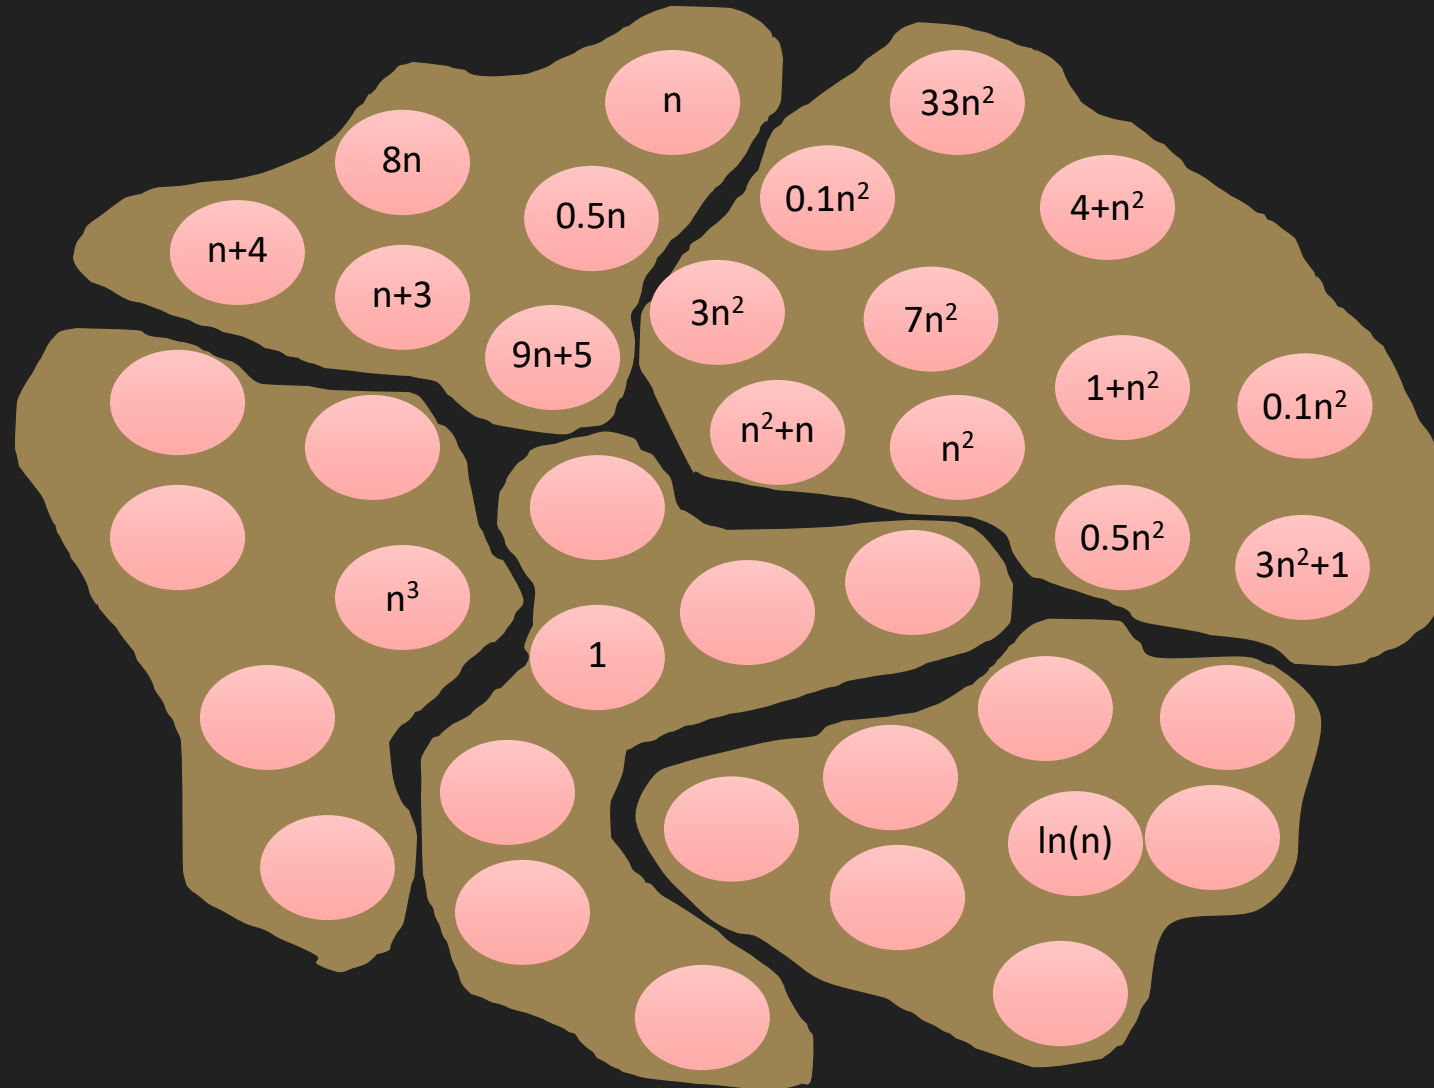 n
8n
0.5n
n+4
n+3
9n+5
33n²
0.1n²
4+n²
3n²
7n²
1+n²
0.1n²
n²+n
n²
0.5n²
3n²+1
n³
1
ln(n)